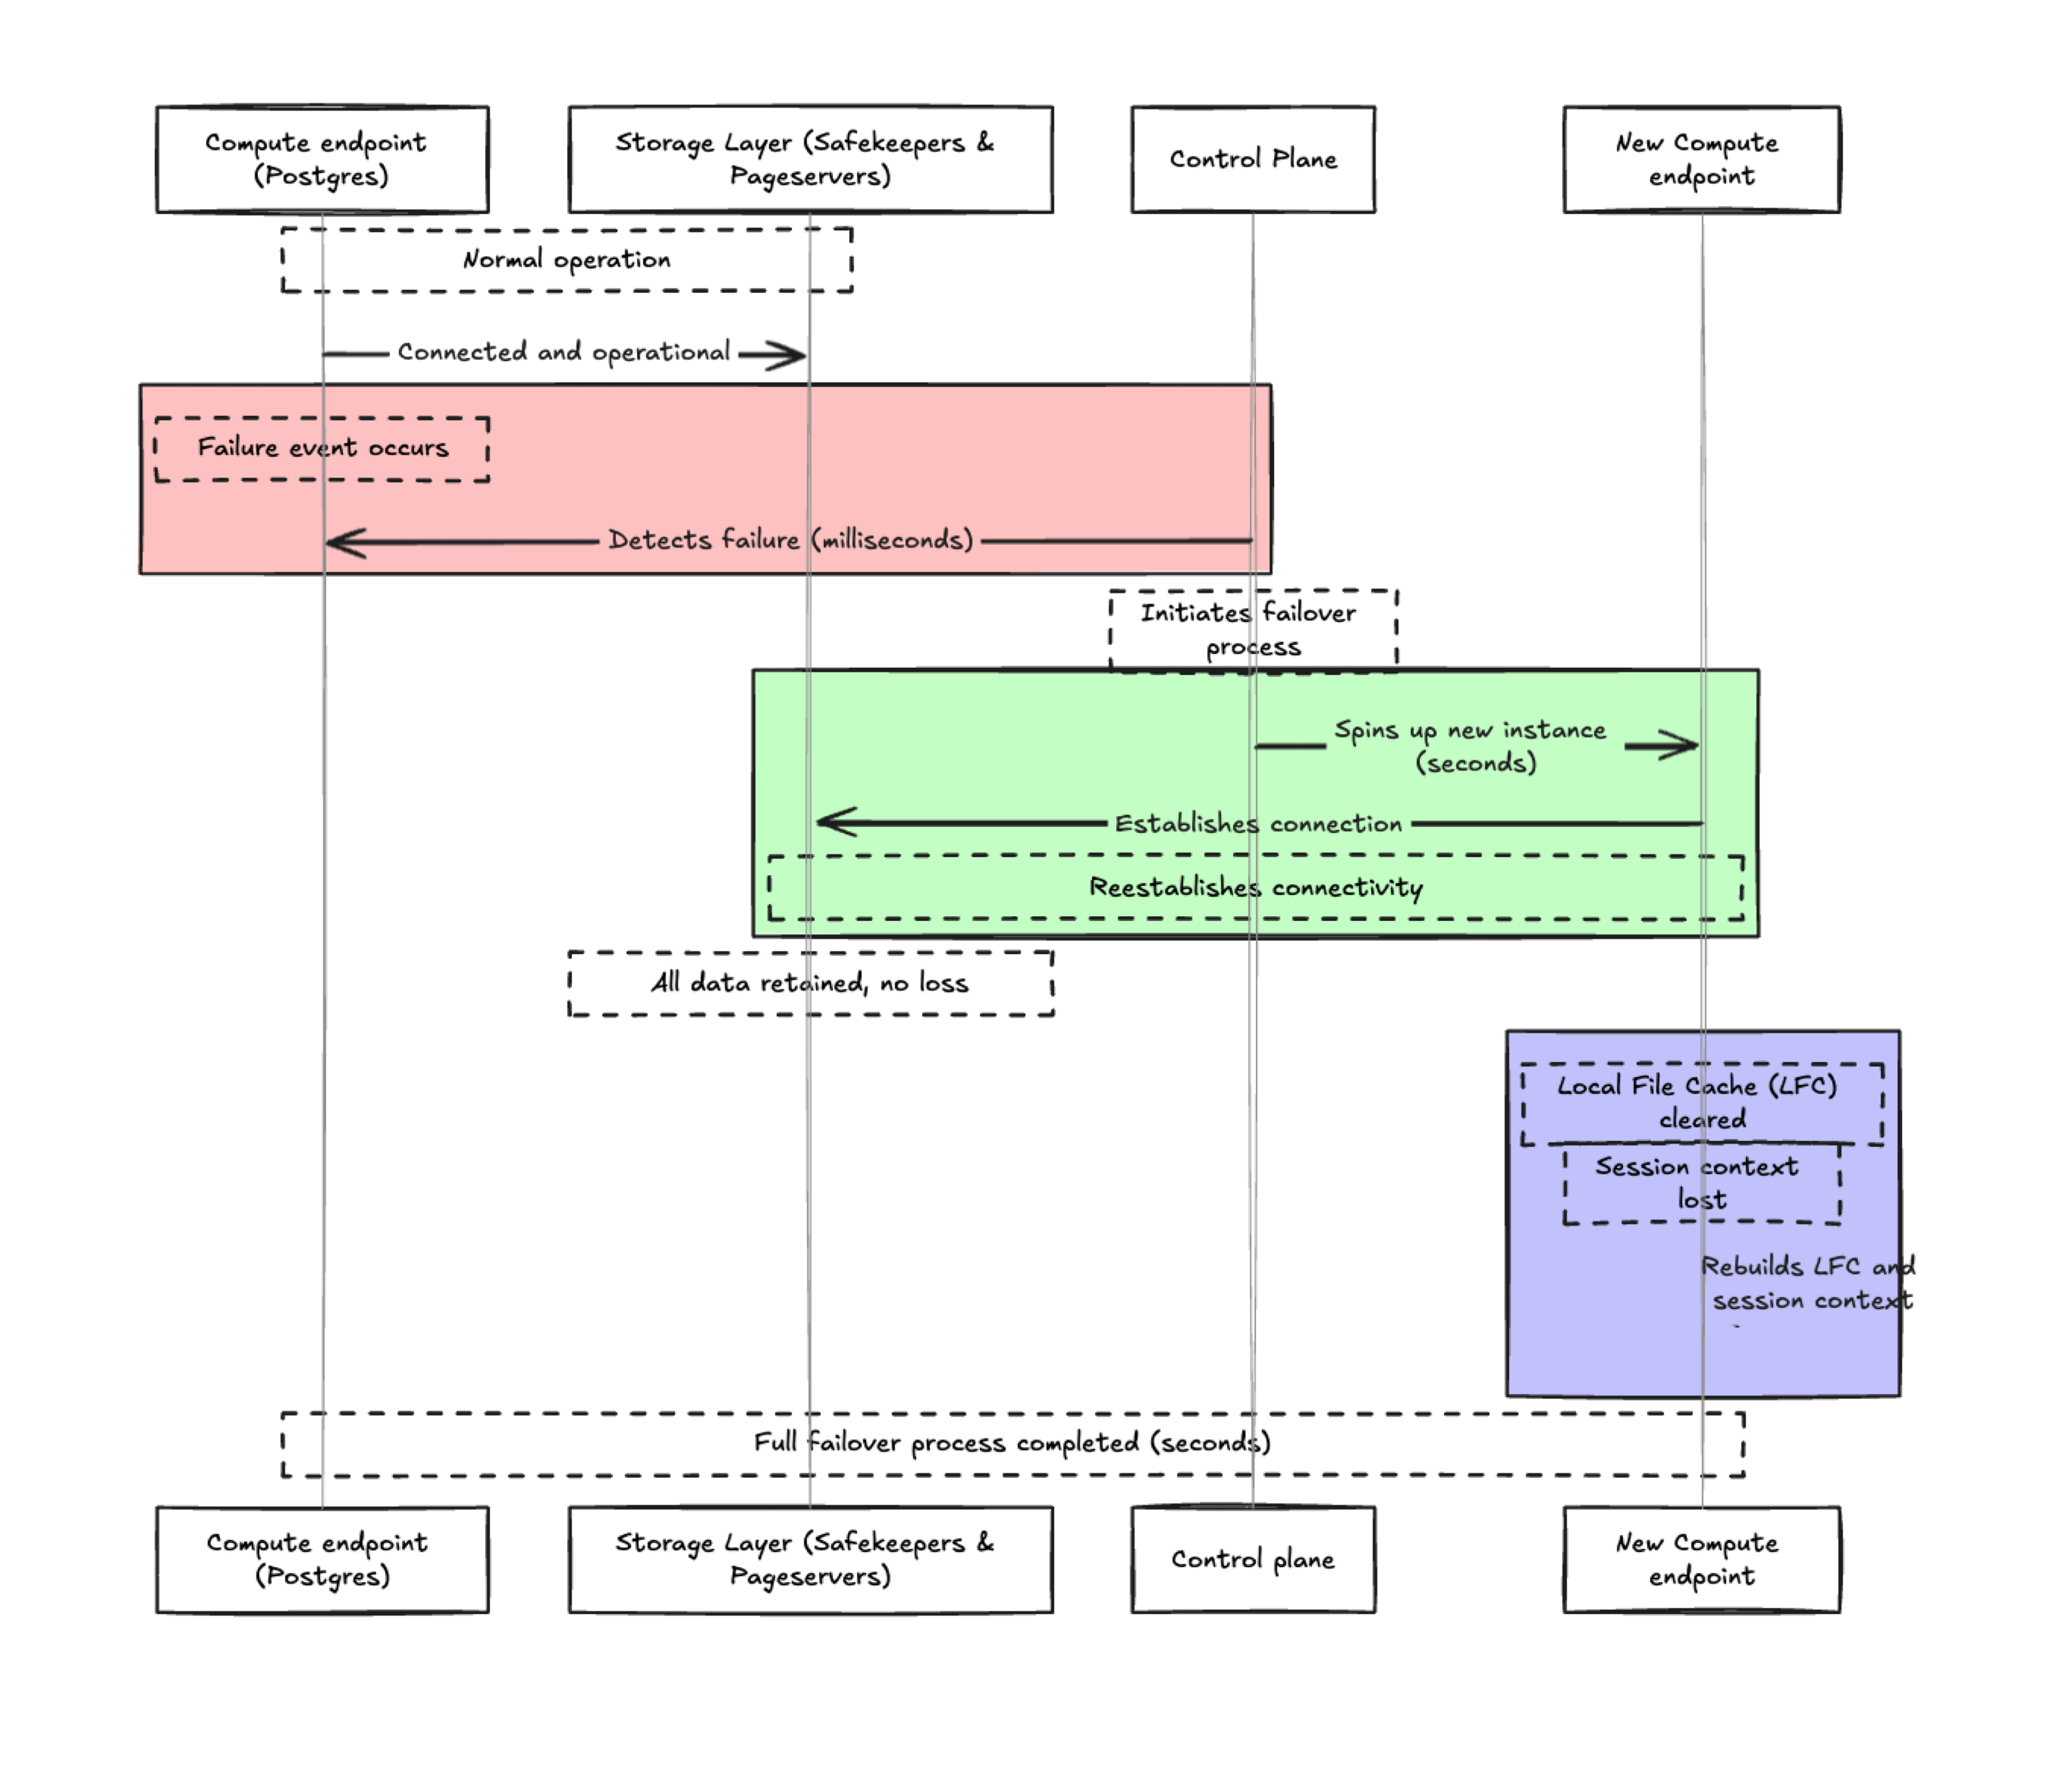 Compute endpoint
(Postgres)
Storage Layer (Safekeepers &
Pageservers)
Control Plane
New Compute
endpoint
Normal operation
Connected and operational
Failure event occurs
Detects failure (milliseconds)
Initiates failover
process
Spins up new instance
(seconds)
Establishes connection
Reestablishes connectivity
All data retained, no loss
Local File Cache (LFC)
cleared
Session context
lost
Rebuilds LFC and
session context
Full failover process completed (seconds)
Compute endpoint
(Postgres)
Storage Layer (Safekeepers &
Pageservers)
Control plane
New Compute
endpoint